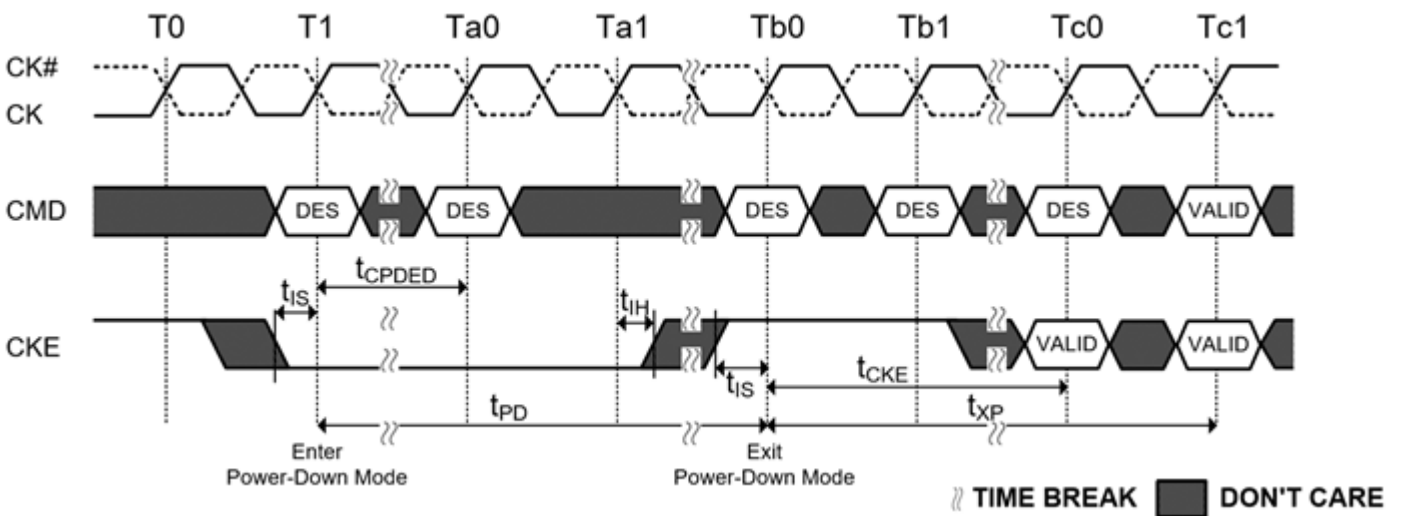 T0 T1 Ta0 Ta1 Tb0 Tb1 Tc0 Tc1
CK#
CK
CMD DES DES DES DES DES VALID
tIS tCPDED tIH
CKE VALID VALID
tIS tCKE
tPD tXP
Enter
Power-Down Mode
Exit
Power-Down Mode
TIME BREAK DON'T CARE